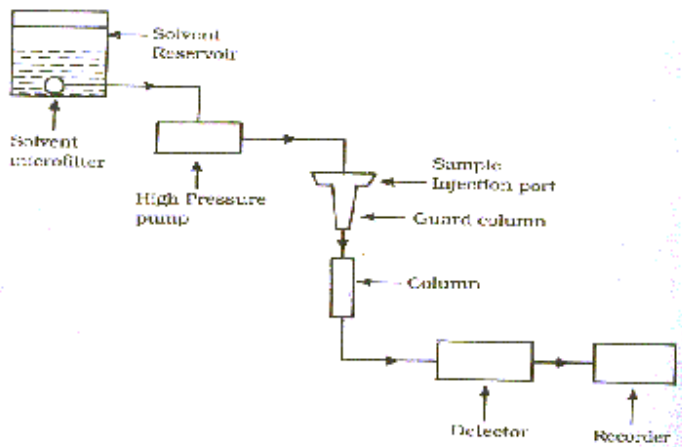 Solvent
Reservoir
Solvent
microfilter
High Pressure
pump
Sample
Injection port
Guard column
Column
Detector
Recorder